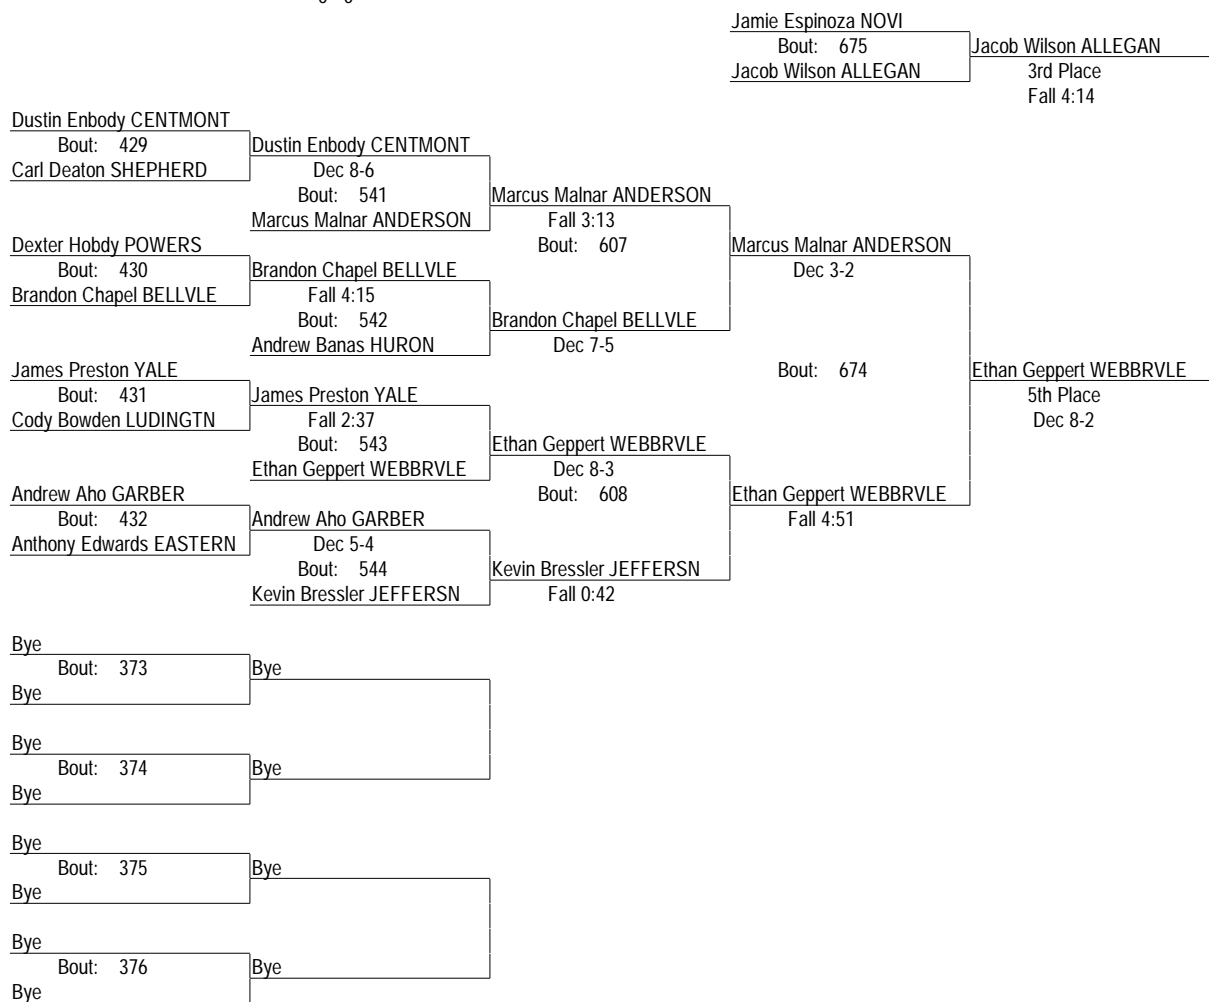 Jamie Espinoza NOVI
Bout: 675
Jacob Wilson ALLEGAN
Jacob Wilson ALLEGAN
3rd Place
Fall 4:14
Dustin Enbody CENTMONT
Bout: 429
Carl Deaton SHEPHERD
Dustin Enbody CENTMONT
Dec 8-6
Bout: 541
Marcus Malnar ANDERSON
Marcus Malnar ANDERSON
Fall 3:13
Bout: 607
Dexter Hobdy POWERS
Bout: 430
Brandon Chapel BELLVLE
Brandon Chapel BELLVLE
Fall 4:15
Bout: 542
Andrew Banas HURON
Brandon Chapel BELLVLE
Dec 7-5
Marcus Malnar ANDERSON
Dec 3-2
Bout: 674
Ethan Geppert WEBBRVLE
5th Place
Dec 8-2
James Preston YALE
Bout: 431
Cody Bowden LUDINGTN
James Preston YALE
Fall 2:37
Bout: 543
Ethan Geppert WEBBRVLE
Ethan Geppert WEBBRVLE
Dec 8-3
Bout: 608
Ethan Geppert WEBBRVLE
Fall 4:51
Andrew Aho GARBER
Bout: 432
Anthony Edwards EASTERN
Andrew Aho GARBER
Dec 5-4
Bout: 544
Kevin Bressler JEFFERSN
Kevin Bressler JEFFERSN
Fall 0:42
Bye
Bout: 373
Bye
Bye
Bye
Bout: 374
Bye
Bye
Bye
Bout: 375
Bye
Bye
Bye
Bout: 376
Bye
Bye